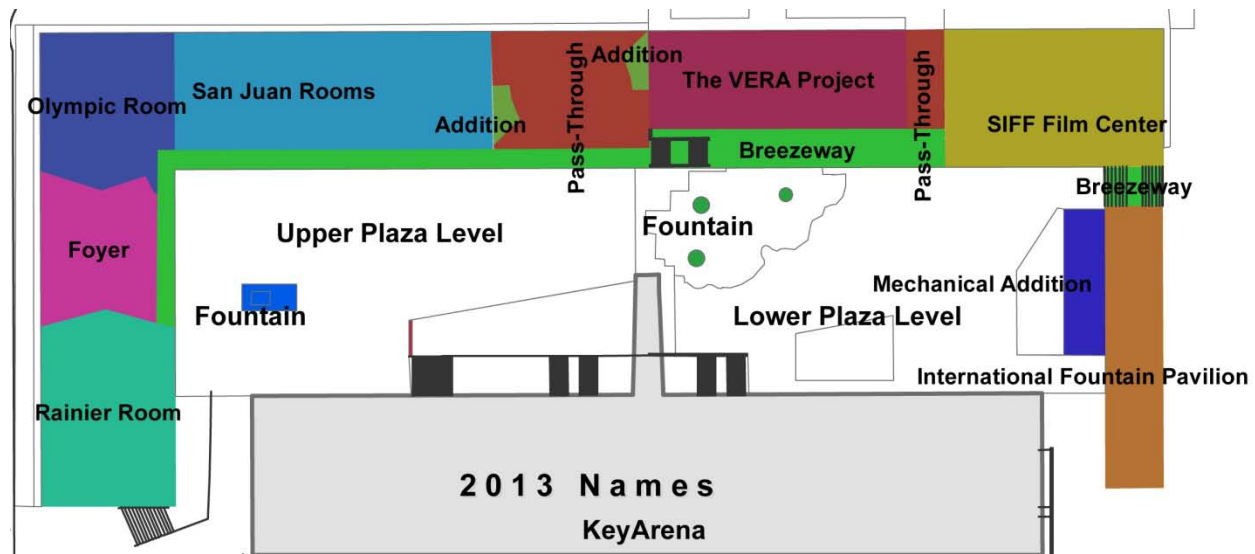 Addition
Pass-Through
The VERA Project
Pass-Through
San Juan Rooms
Olympic Room
Addition
SIFF Film Center
Breezeway
Breezeway
Upper Plaza Level
Fountain
Foyer
Mechanical Addition
Fountain
Lower Plaza Level
International Fountain Pavilion
Rainier Room
2013 Names
KeyArena